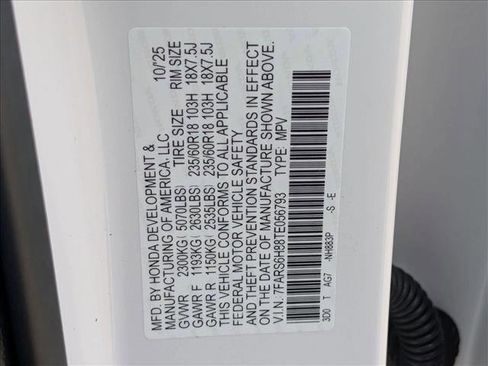 MFD. BY HONDA DEVELOPMENT & 10/'25
MANUFACTURING OF AMERICA, LLC
TIRE SIZE RIM SIZE
GVWR 2300KG( 5070LBS)
GAWR F 1193KG( 2630LBS) 235/60R18 103H 18X7.5J
GAWR R 1150KG( 2535LBS) 235/60R18 103H 18X7.5J
THIS VEHICLE CONFORMS TO ALL APPLICABLE
FEDERAL MOTOR VEHICLE SAFETY
AND THEFT PREVENTION STANDARDS IN EFFECT
ON THE DATE OF MANUFACTURE SHOWN ABOVE.
V.I.N. 7FARS6H88TE056793 TYPE: MPV
3D0 T AG7 -NH883P -S -E